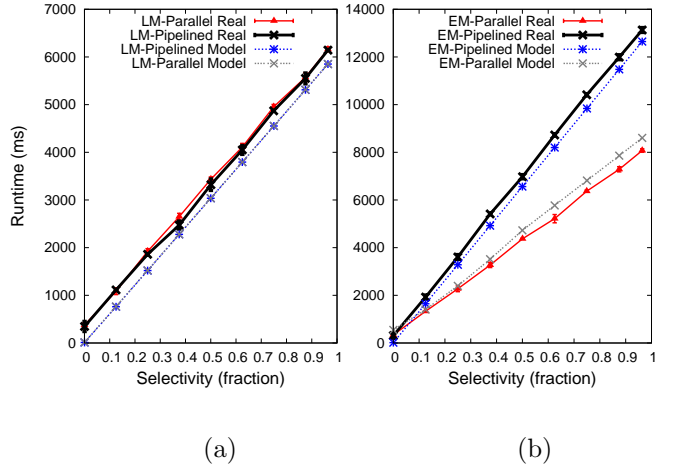 LM-Parallel Real
LM-Pipelined Real
LM-Pipelined Model
LM-Parallel Model
7000
6000
5000
4000
3000
2000
1000
0
Runtime (ms)
0 0.1 0.2 0.3 0.4 0.5 0.6 0.7 0.8 0.9 1
Selectivity (fraction)
(a)
EM-Parallel Real
EM-Pipelined Real
EM-Pipelined Model
EM-Parallel Model
14000
12000
10000
8000
6000
4000
2000
0
0 0.1 0.2 0.3 0.4 0.5 0.6 0.7 0.8 0.9 1
Selectivity (fraction)
(b)